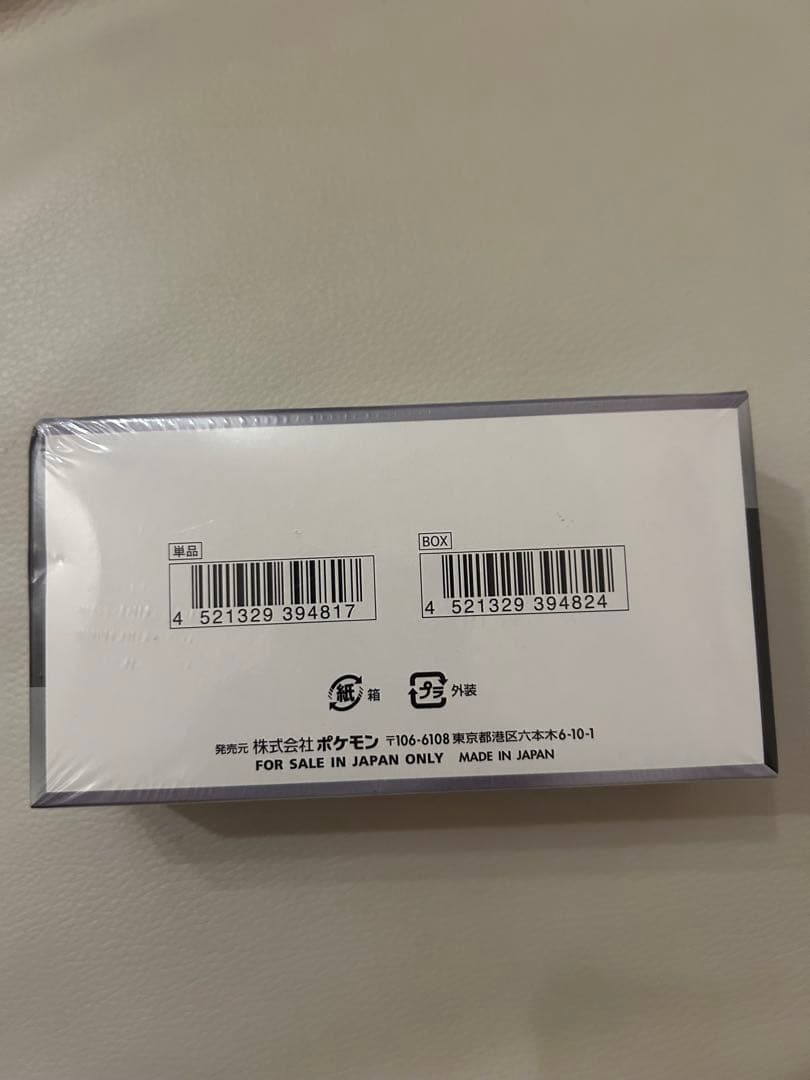 単品
4 521329 394817
BOX
4 521329 394824
紙 箱
プラ 外装
発売元 株式会社ポケモン 〒106-6108 東京都港区六本木6-10-1
FOR SALE IN JAPAN ONLY MADE IN JAPAN